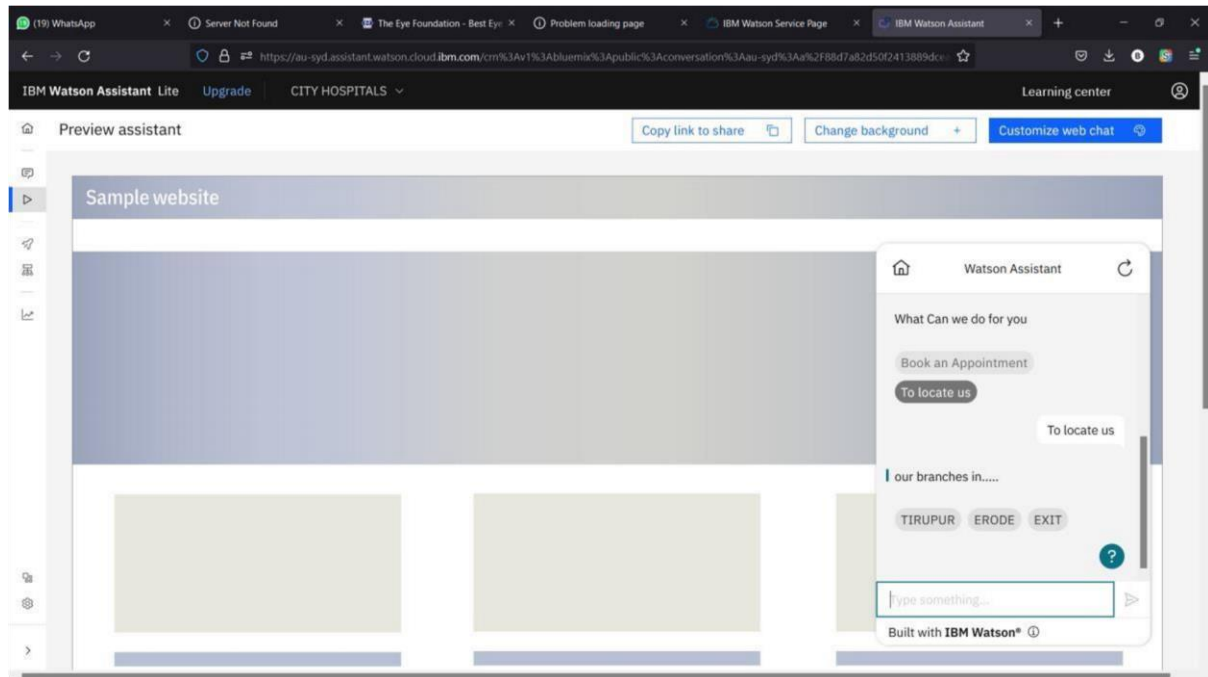 (19) WhatsApp
Server Not Found
The Eye Foundation - Best Eye
Problem loading page
IBM Watson Service Page
IBM Watson Assistant
IBM Watson Assistant Lite Upgrade CITY HOSPITALS Learning center
Preview assistant
Copy link to share
Change background +
Customize web chat
Sample website
Watson Assistant
What Can we do for you
Book an Appointment
To locate us
To locate us
our branches in.....
TIRUPUR ERODE EXIT
?
Type something...
Built with IBM Watson®